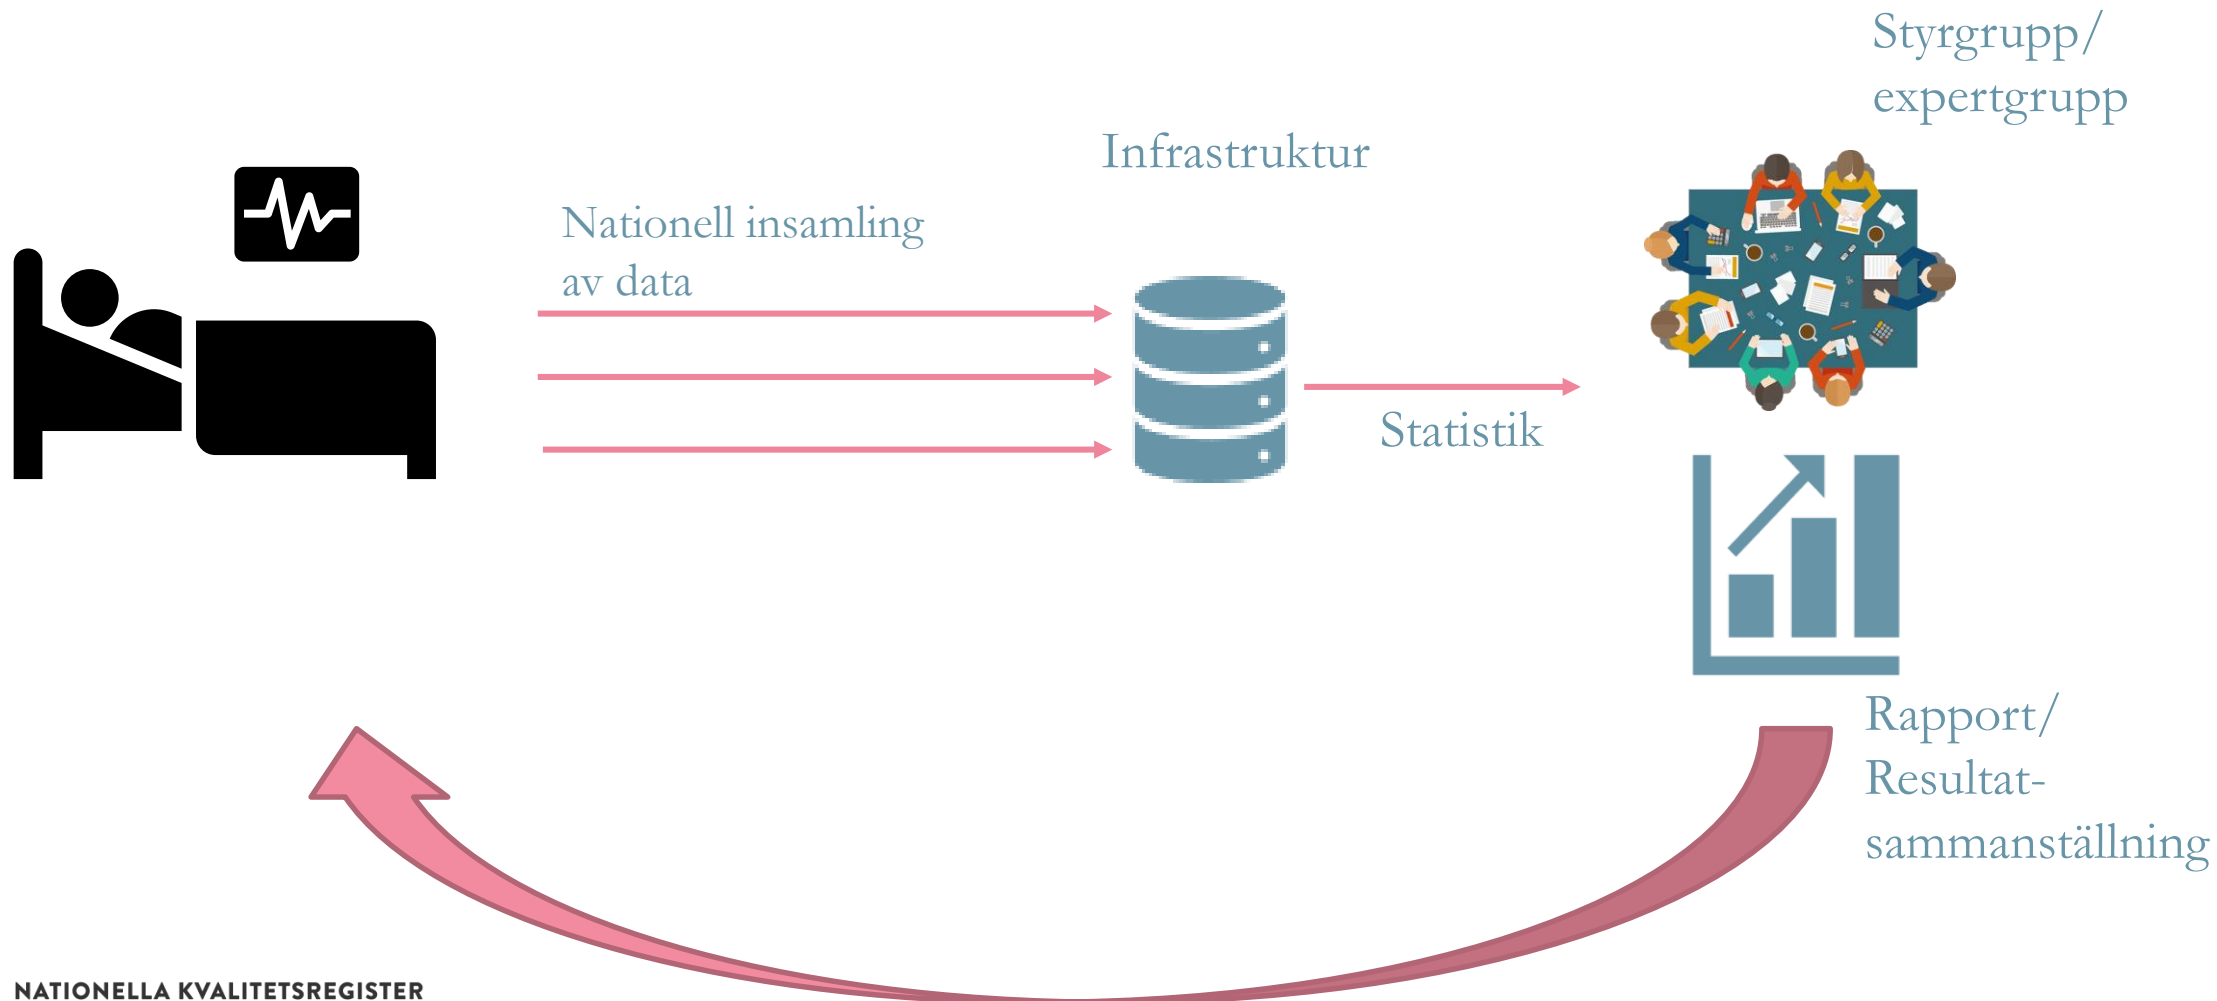 Styrgrupp/
expertgrupp
Infrastruktur
Nationell insamling
av data
Statistik
Rapport/
Resultat-
sammanställning
NATIONELLA KVALITETSREGISTER